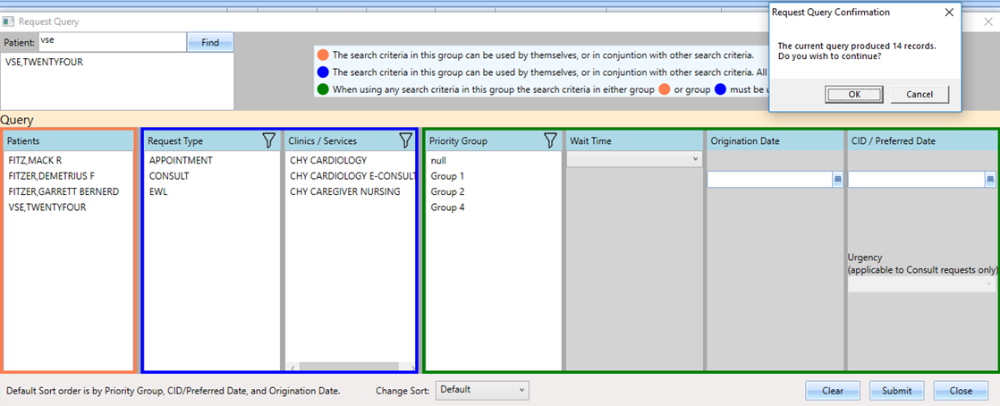 Request Query
Patient:
vse
Find
VSE,TWENTYFOUR
The search criteria in this group can be used by themselves, or in conjuntion with other search criteria.
The search criteria in this group can be used by themselves, or in conjuntion with other search criteria. All
When using any search criteria in this group the search criteria in either group or group must be u
Request Query Confirmation
The current query produced 14 records.
Do you wish to continue?
OK
Cancel
Query
Patients
FITZ,MACK R
FITZER,DEMETRIUS F
FITZER,GARRETT BERNERD
VSE,TWENTYFOUR
Request Type
APPOINTMENT
CONSULT
EWL
Clinics / Services
CHY CARDIOLOGY
CHY CARDIOLOGY E-CONSULT
CHY CAREGIVER NURSING
Priority Group
null
Group 1
Group 2
Group 4
Wait Time
Origination Date
CID / Preferred Date
Urgency
(applicable to Consult requests only)
Default Sort order is by Priority Group, CID/Preferred Date, and Origination Date.
Change Sort:
Default
Clear
Submit
Close